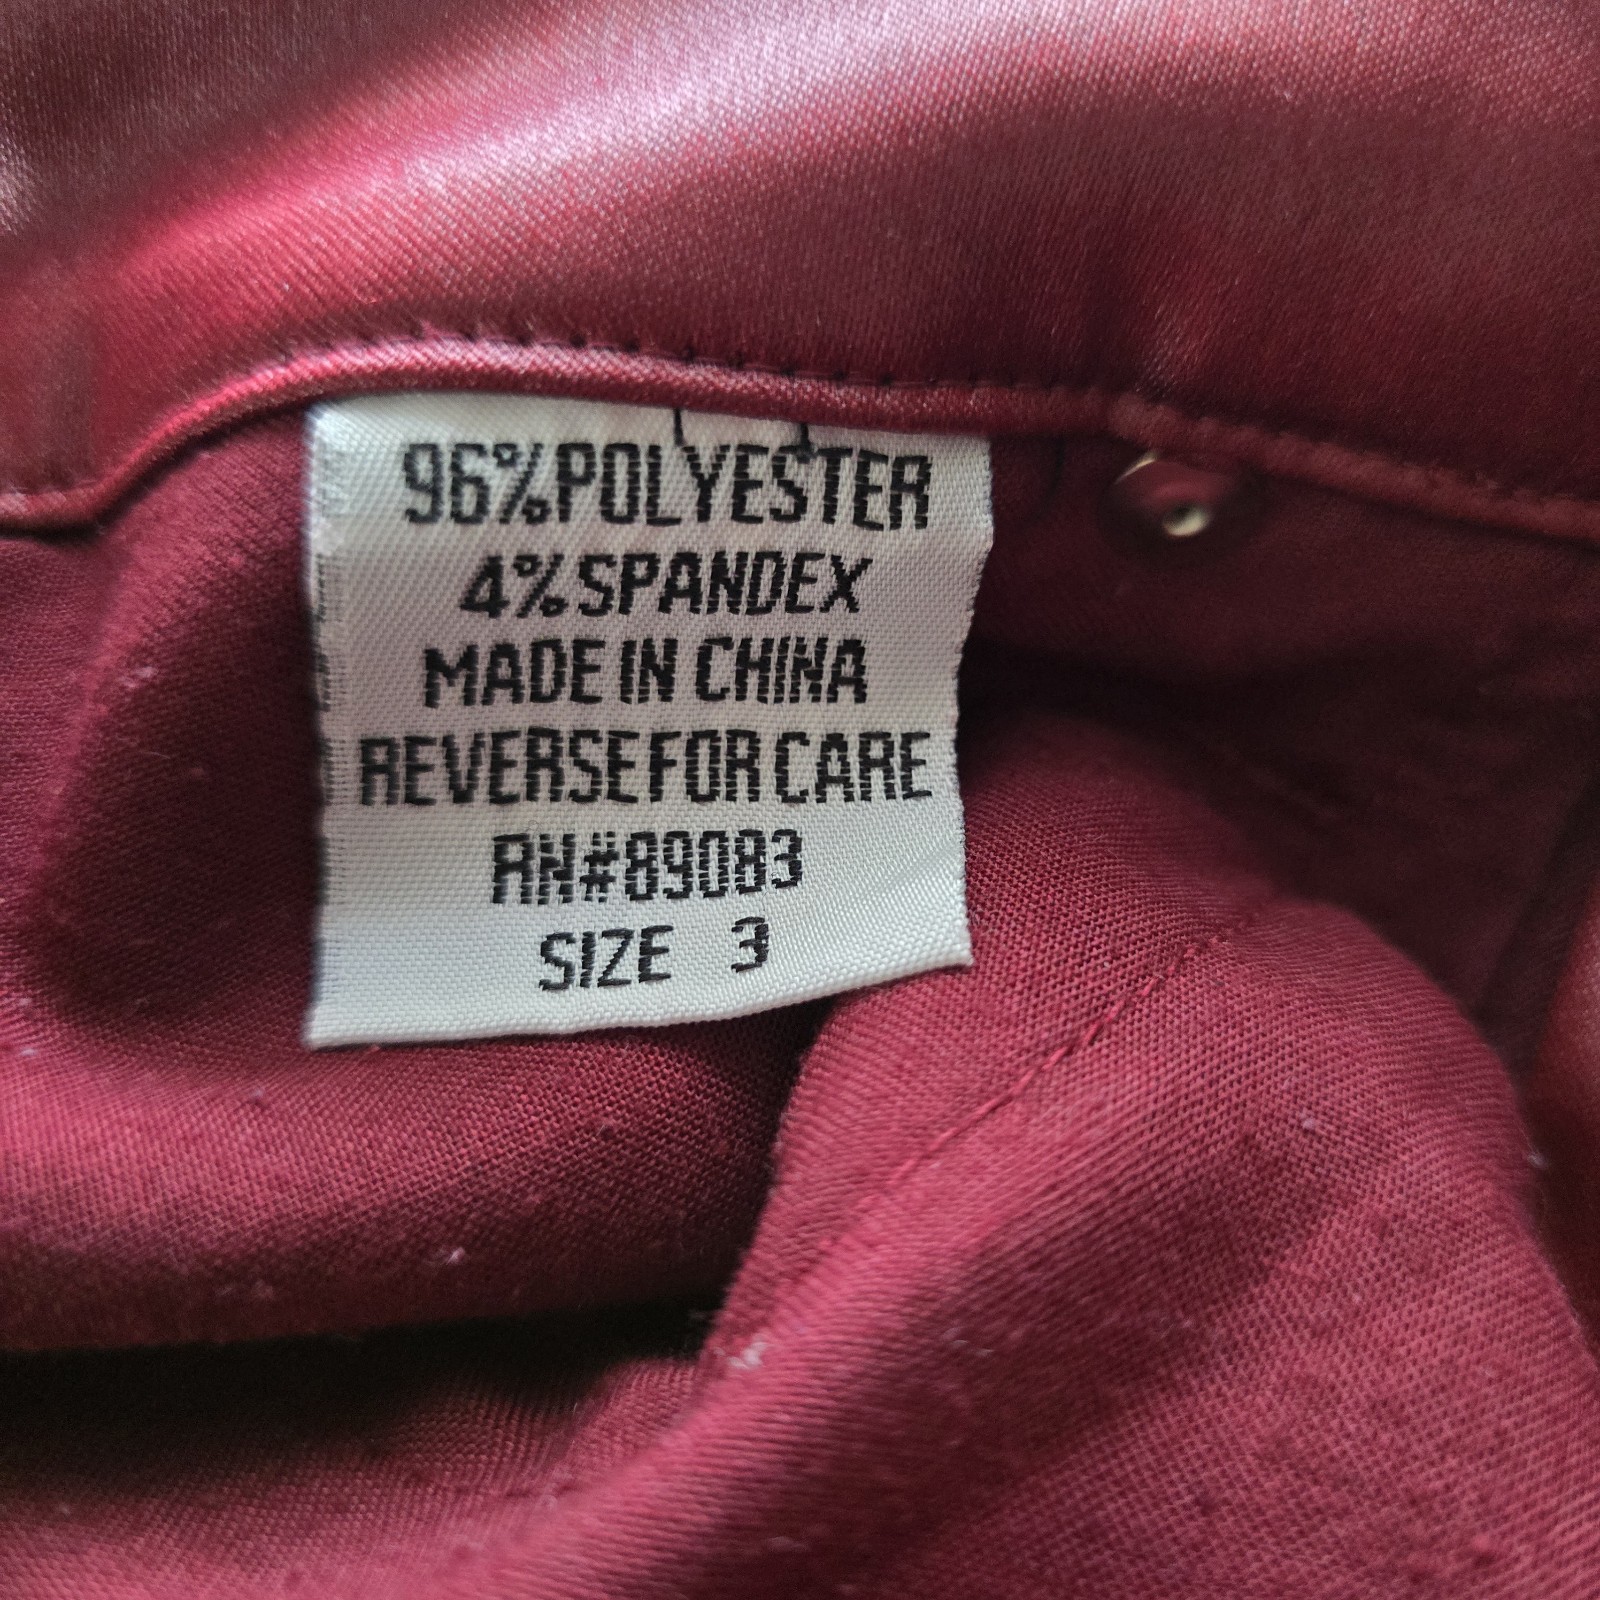 96%POLYESTER
4%SPANDEX
MADE IN CHINA
REVERSE FOR CARE
RN#89083
SIZE 3